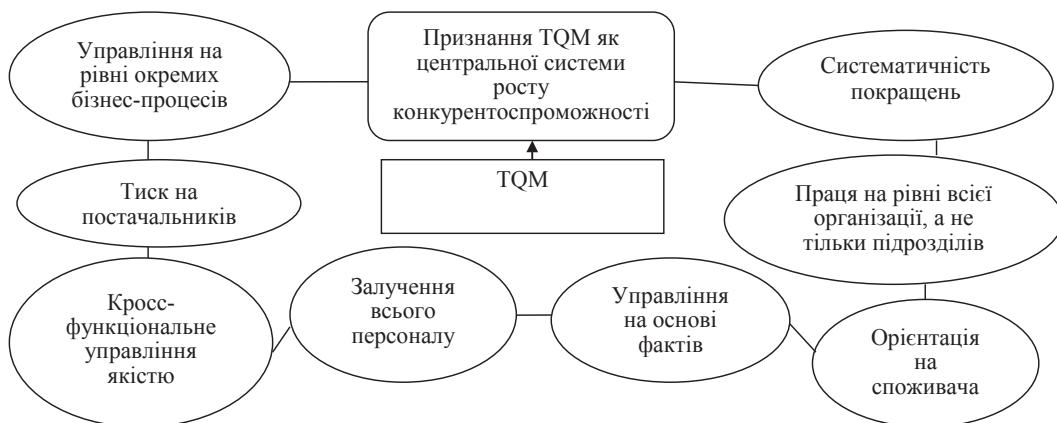 Управління на
рівні окремих
бізнес-процесів
Признання TQM як
центральної системи
росту
конкурентоспроможності
Систематичність
покращень
TQM
Тиск на
постачальників
Праця на рівні всієї
організації, а не
тільки підрозділів
Кросс-
функціональне
управління
якістю
Залучення
всього
персоналу
Управління
на основі
фактів
Орієнтація
на
споживача